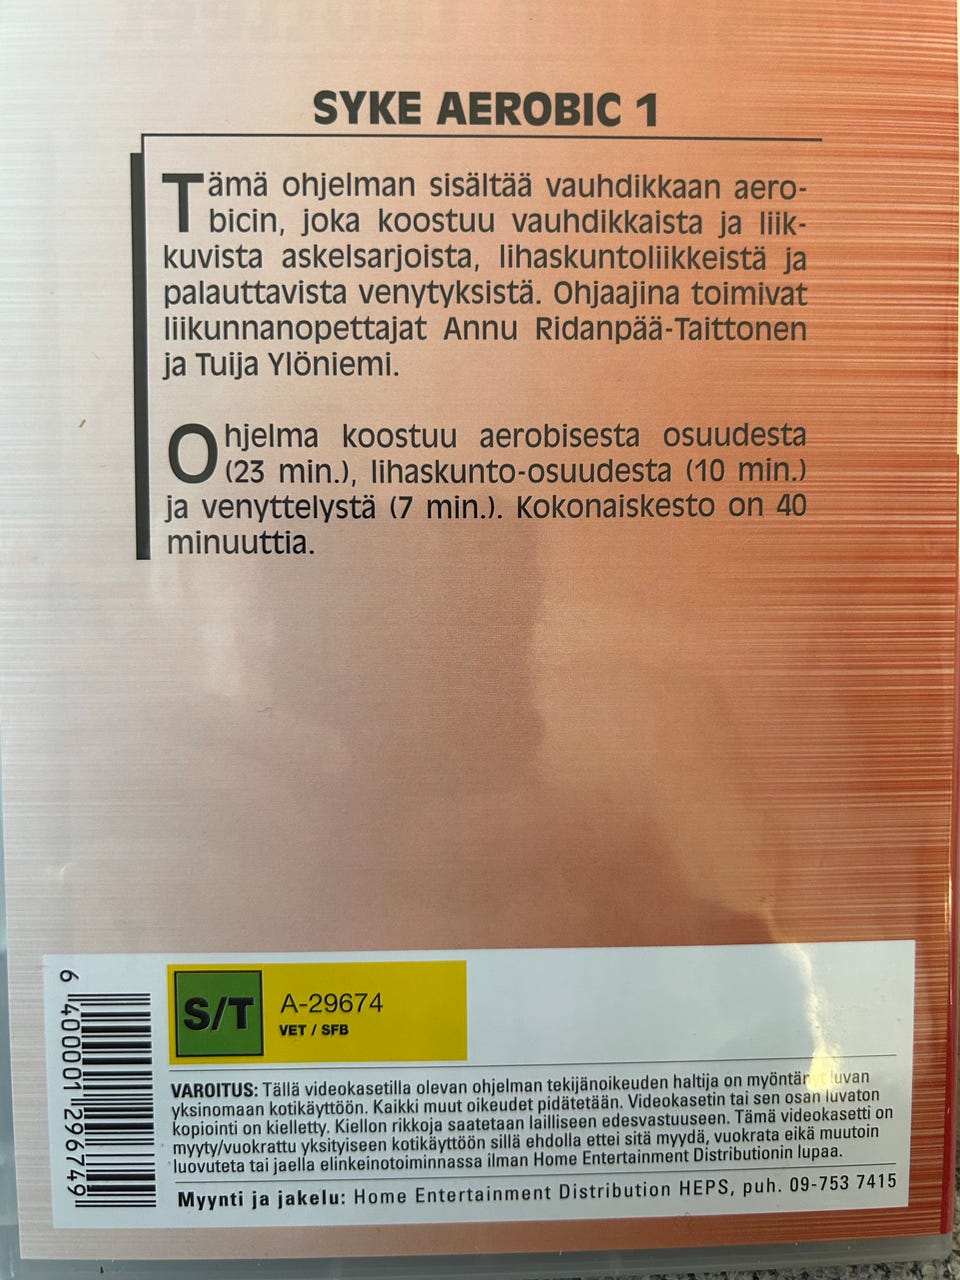 SYKE AEROBIC 1
Tämä ohjelman sisältää vauhdikkaan aero-
bicin, joka koostuu vauhdikkaista ja liik-
kuvista askelsarjoista, lihaskuntoliikkeistä ja
palauttavista venytyksistä. Ohjaajina toimivat
liikunnanopettajat Annu Ridanpää-Taittonen
ja Tuija Ylöniemi.
Ohjelma koostuu aerobisesta osuudesta
(23 min.), lihaskunto-osuudesta (10 min.)
ja venyttelystä (7 min.). Kokonaiskesto on 40
minuuttia.
6 400001 296749
S/T
A-29674
VET / SFB
VAROITUS: Tällä videokasetilla olevan ohjelman tekijänoikeuden haltija on luvan
yksinomaan kotikäyttöön. Kaikki muut oikeudet pidätetään. Videokasetin tai sen osan luvaton
kopiointi on kielletty. Kiellon rikkoja saatetaan lailliseen edesvastuuseen. Tämä videokasetti on
myyty/vuokrattu yksityiseen kotikäyttöön sillä ehdolla ettei sitä myydä, vuokrata eikä muutoin
luovuteta tai jaella elinkeinotoiminnassa ilman Home Entertainment Distributionin lupaa.
Myynti ja jakelu: Home Entertainment Distribution HEPS, puh. 09-753 7415